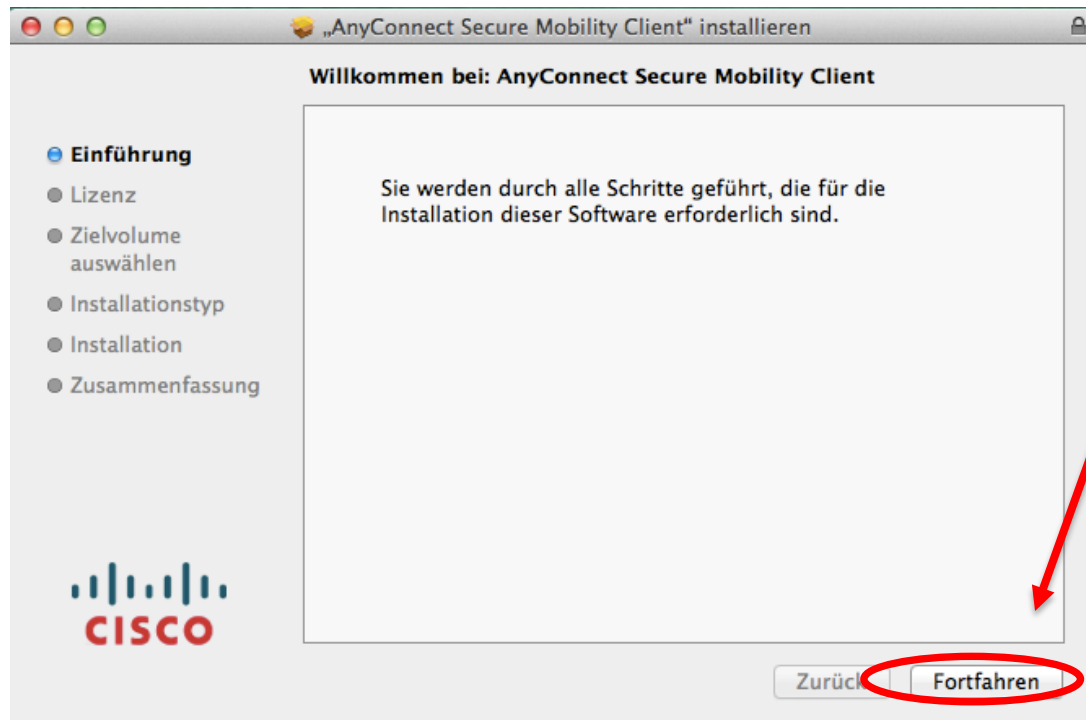 „AnyConnect Secure Mobility Client“ installieren
Willkommen bei: AnyConnect Secure Mobility Client
Einführung
Lizenz
Zielvolume
auswählen
Installationstyp
Installation
Zusammenfassung
Sie werden durch alle Schritte geführt, die für die
Installation dieser Software erforderlich sind.
CISCO
Zurück
Fortfahren